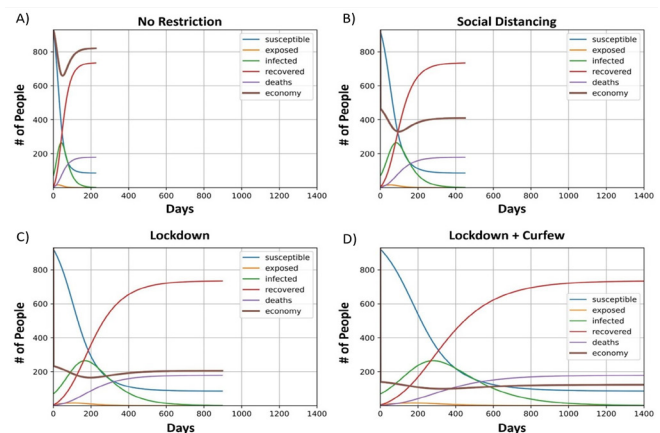 A)
No Restriction
# of People
800
600
400
200
0
200
400
600
800
1000
1200
1400
Days
susceptible
exposed
infected
recovered
deaths
economy
B)
Social Distancing
# of People
800
600
400
200
0
200
400
600
800
1000
1200
1400
Days
susceptible
exposed
infected
recovered
deaths
economy
C)
Lockdown
# of People
800
600
400
200
0
200
400
600
800
1000
1200
1400
Days
susceptible
exposed
infected
recovered
deaths
economy
D)
Lockdown + Curfew
# of People
800
600
400
200
0
200
400
600
800
1000
1200
1400
Days
susceptible
exposed
infected
recovered
deaths
economy